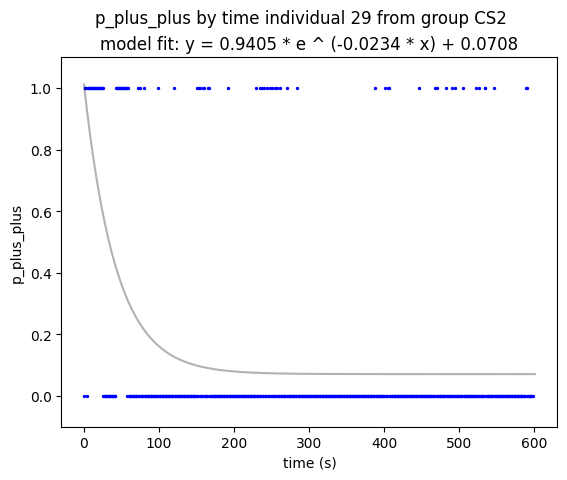 p_plus_plus by time individual 29 from group CS2
model fit: y = 0.9405 * e ^ (-0.0234 * x) + 0.0708
1.0
0.8
0.6
0.4
0.2
0.0
p_plus_plus
0 100 200 300 400 500 600
time (s)